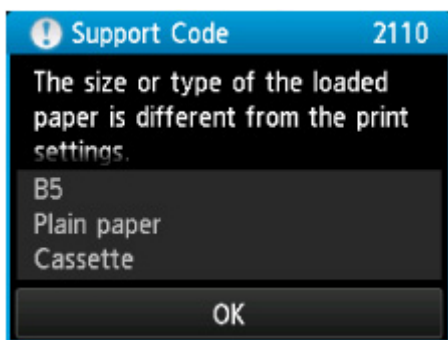 Support Code 2110
The size or type of the loaded
paper is different from the print
settings.
B5
Plain paper
Cassette
OK